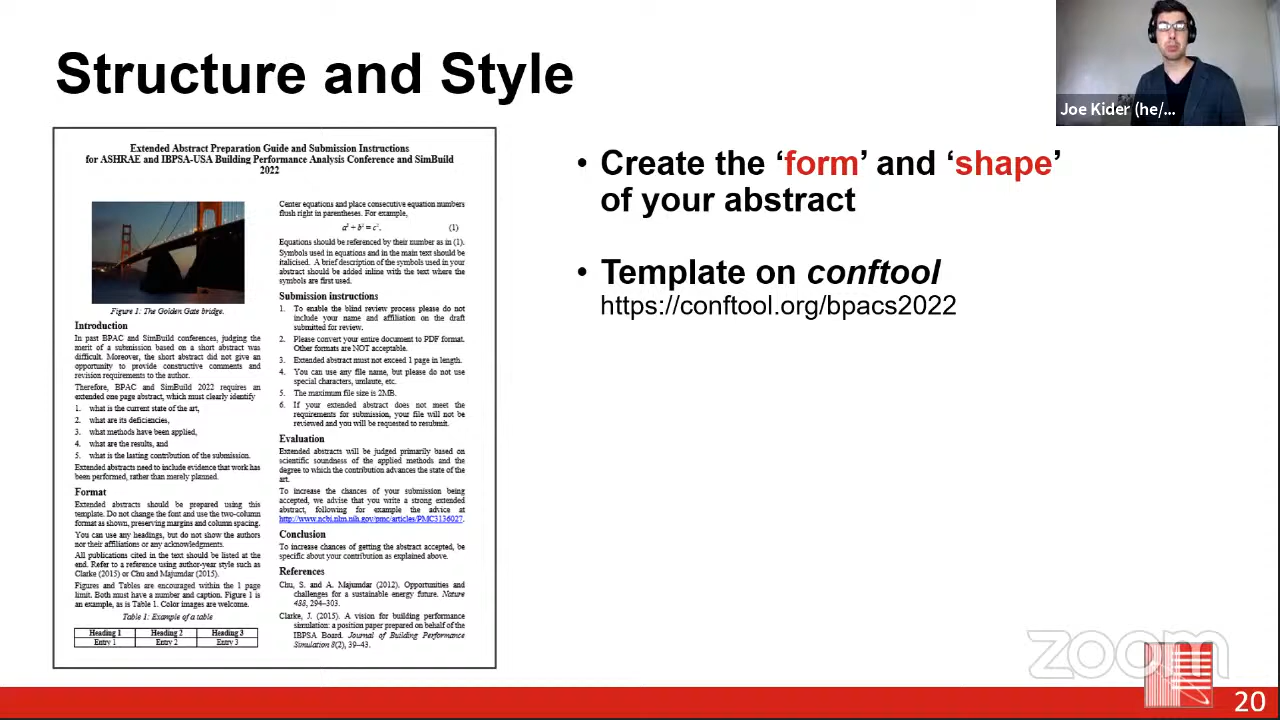 Structure and Style
Joe Kider (he/...
Extended Abstract Preparation Guide and Submission Instructions
for ASHRAE and IBPSA-USA Building Performance Analysis Conference and SimBuild
2022
Figure 1: The Golden Gate bridge.
Introduction
In past BPAC and SimBuild conferences, judging the
merit of a submission based on a short abstract was
difficult. Moreover, the short abstract did not give an
opportunity to provide constructive comments and
revision requirements to the author.
Therefore, BPAC and SimBuild 2022 requires an
extended one page abstract, which must clearly identify
1. what is the current state of the art,
2. what are its deficiencies,
3. what methods have been applied,
4. what are the results, and
5. what is the lasting contribution of the submission.
Extended abstracts need to include evidence that work has
been performed, rather than merely planned.
Format
Extended abstracts should be prepared using this
template. Do not change the font and use the two-column
format as shown, preserving margins and column spacing.
You can use any headings, but do not show the authors
nor their affiliations or any acknowledgments.
All publications cited in the text should be listed at the
end. Refer to a reference using author-year style such as
Clarke (2015) or Chu and Majumdar (2015).
Figures and Tables are encouraged within the 1 page
limit. Both must have a number and caption. Figure 1 is
an example, as is Table 1. Color images are welcome.
Table 1: Example of a table
Heading 1 Heading 2 Heading 3
Entry 1 Entry 2 Entry 3
Center equations and place consecutive equation numbers
flush right in parentheses. For example,
a² + b² = c². (1)
Equations should be referenced by their number as in (1).
Symbols used in equations and in the main text should be
italicised. A brief description of the symbols used in your
abstract should be added inline with the text where the
symbols are first used.
Submission instructions
1. To enable the blind review process please do not
include your name and affiliation on the draft
submitted for review.
2. Please convert your entire document to PDF format.
Other formats are NOT acceptable.
3. Extended abstract must not exceed 1 page in length.
4. You can use any file name, but please do not use
special characters, umlaute, etc.
5. The maximum file size is 2MB.
6. If your extended abstract does not meet the
requirements for submission, your file will not be
reviewed and you will be requested to resubmit.
Evaluation
Extended abstracts will be judged primarily based on
scientific soundness of the applied methods and the
degree to which the contribution advances the state of the
art.
To increase the chances of your submission being
accepted, we advise that you write a strong extended
abstract, following for example the advice at
http://www.ncbi.nlm.nih.gov/pmc/articles/PMC3136027.
Conclusion
To increase chances of getting the abstract accepted, be
specific about your contribution as explained above.
References
Chu, S. and A. Majumdar (2012). Opportunities and
challenges for a sustainable energy future. Nature
488, 294–303.
Clarke, J. (2015). A vision for building performance
simulation: a position paper prepared on behalf of the
IBPSA Board. Journal of Building Performance
Simulation 8(2), 39–43.
• Create the ‘form’ and ‘shape’
of your abstract
• Template on conftool
https://conftool.org/bpacs2022
zoom
20